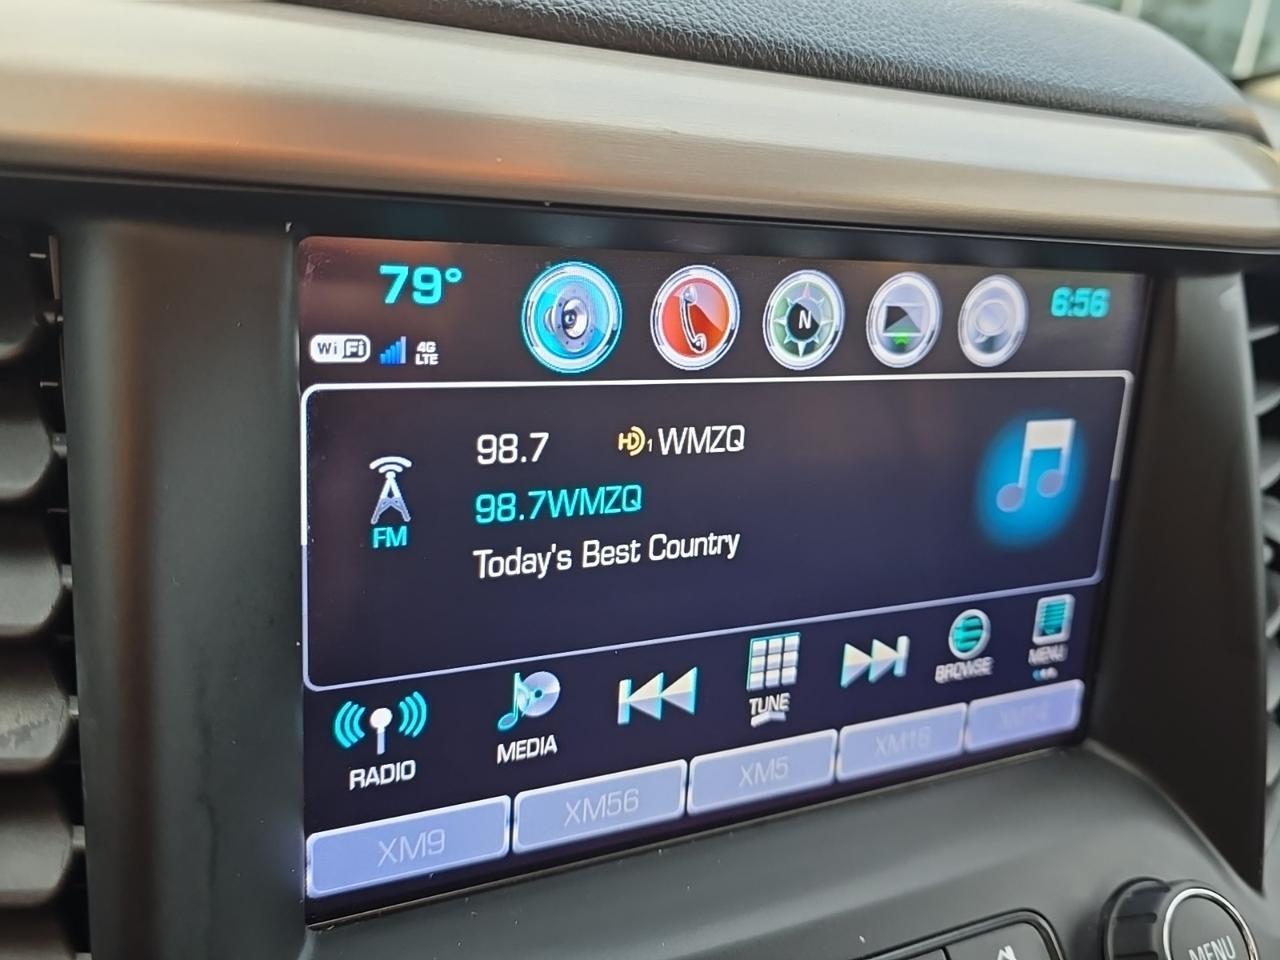 79°
6:56
WiFi 4G LTE
N
98.7 HD1 WMZQ
98.7WMZQ
FM
Today's Best Country
RADIO
MEDIA
TUNE
BROWSE
MENU
XM9
XM56
XM5
XM16
MENU